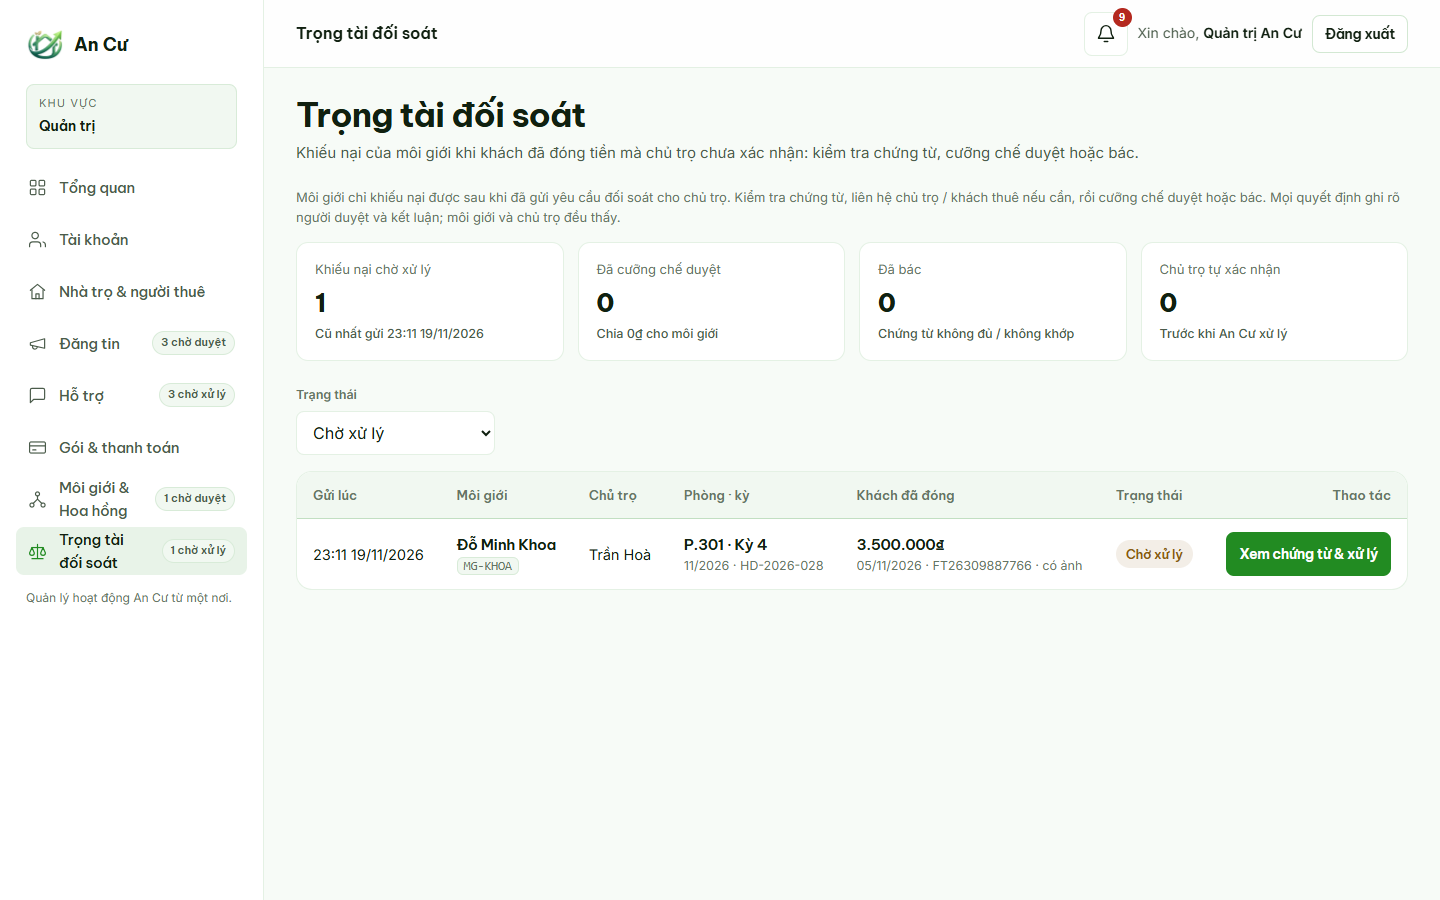 An Cư
KHU VỰC
Quản trị
Tổng quan
Tài khoản
Nhà trọ & người thuê
Đăng tin
3 chờ duyệt
Hỗ trợ
3 chờ xử lý
Gói & thanh toán
Môi giới &
Hoa hồng
1 chờ duyệt
Trọng tài
đối soát
1 chờ xử lý
Quản lý hoạt động An Cư từ một nơi.
Trọng tài đối soát
9
Xin chào, Quản trị An Cư
Đăng xuất
Trọng tài đối soát
Khiếu nại của môi giới khi khách đã đóng tiền mà chủ trọ chưa xác nhận: kiểm tra chứng từ, cưỡng chế duyệt hoặc bác.
Môi giới chỉ khiếu nại được sau khi đã gửi yêu cầu đối soát cho chủ trọ. Kiểm tra chứng từ, liên hệ chủ trọ / khách thuê nếu cần, rồi cưỡng chế duyệt hoặc bác. Mọi quyết định ghi rõ
người duyệt và kết luận; môi giới và chủ trọ đều thấy.
Khiếu nại chờ xử lý
1
Cũ nhất gửi 23:11 19/11/2026
Đã cưỡng chế duyệt
0
Chia 0₫ cho môi giới
Đã bác
0
Chứng từ không đủ / không khớp
Chủ trọ tự xác nhận
0
Trước khi An Cư xử lý
Trạng thái
Chờ xử lý
Gửi lúc Môi giới Chủ trọ Phòng · kỳ Khách đã đóng Trạng thái Thao tác
23:11 19/11/2026
Đỗ Minh Khoa
MG-KHOA
Trần Hoà
P.301 · Kỳ 4
11/2026 · HD-2026-028
3.500.000₫
05/11/2026 · FT26309887766 · có ảnh
Chờ xử lý
Xem chứng từ & xử lý